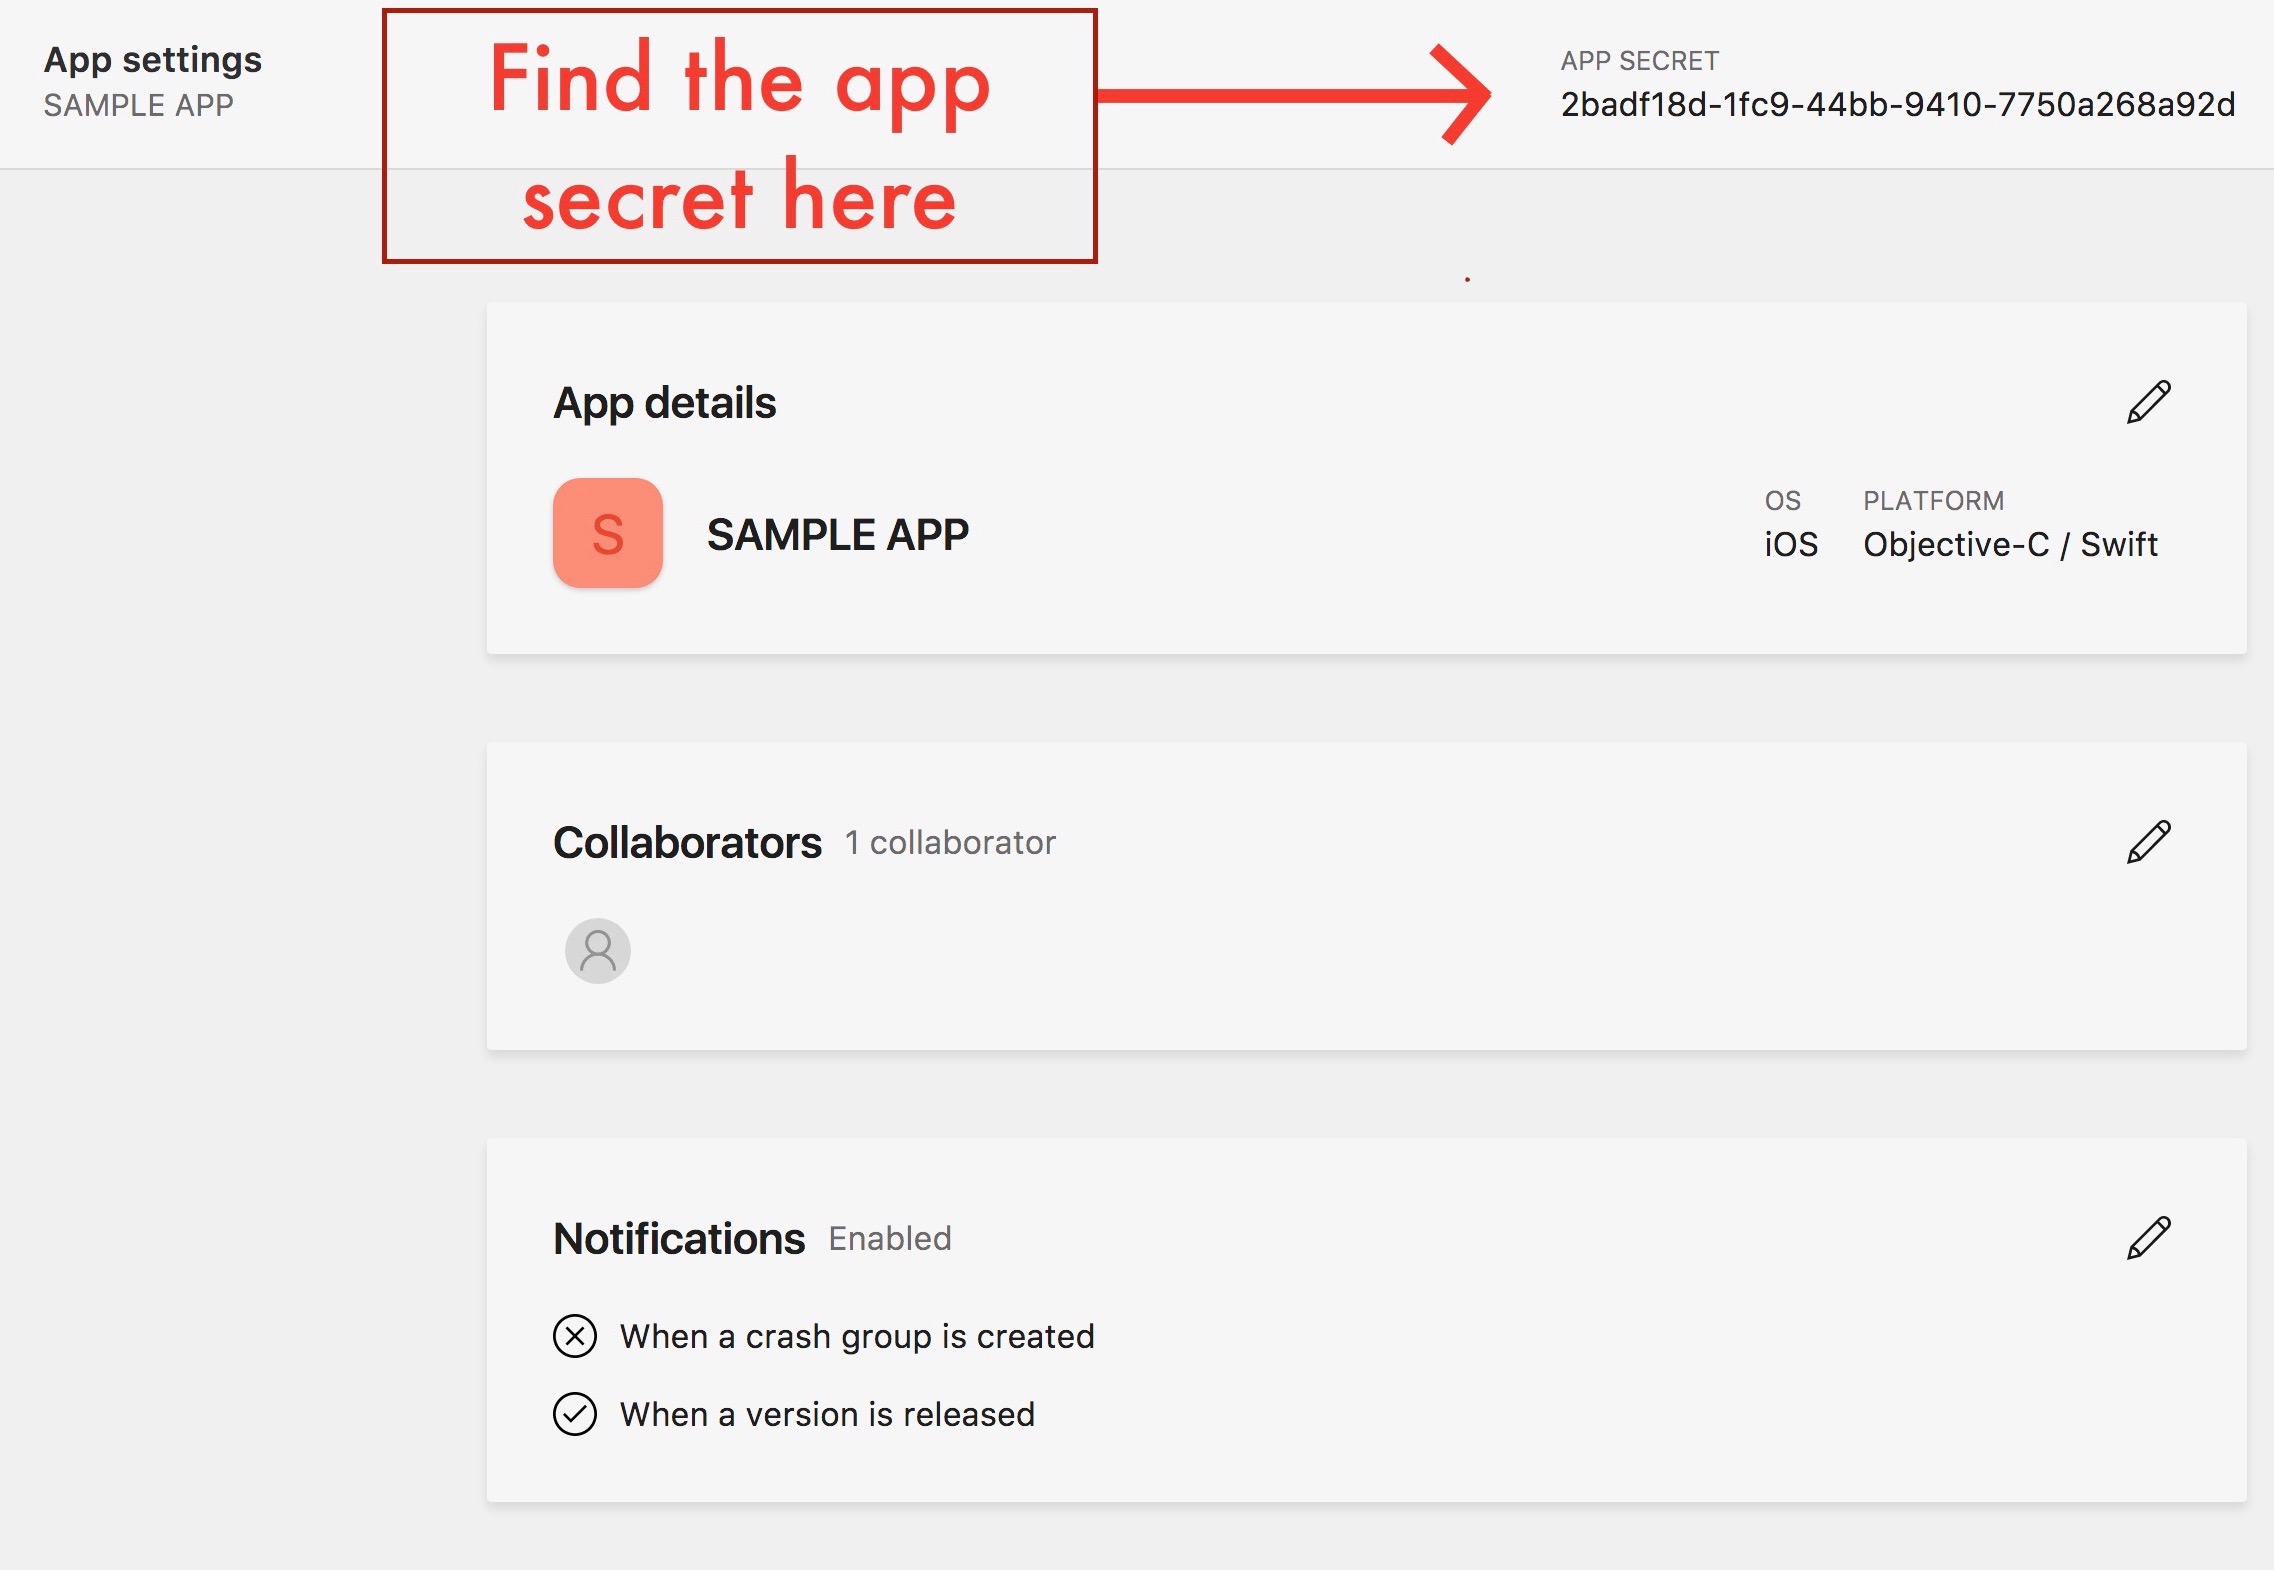 App settings
SAMPLE APP
Find the app
secret here
APP SECRET
2badf18d-1fc9-44bb-9410-7750a268a92d
App details
S
SAMPLE APP
OS
iOS
PLATFORM
Objective-C / Swift
Collaborators 1 collaborator
Notifications Enabled
When a crash group is created
When a version is released